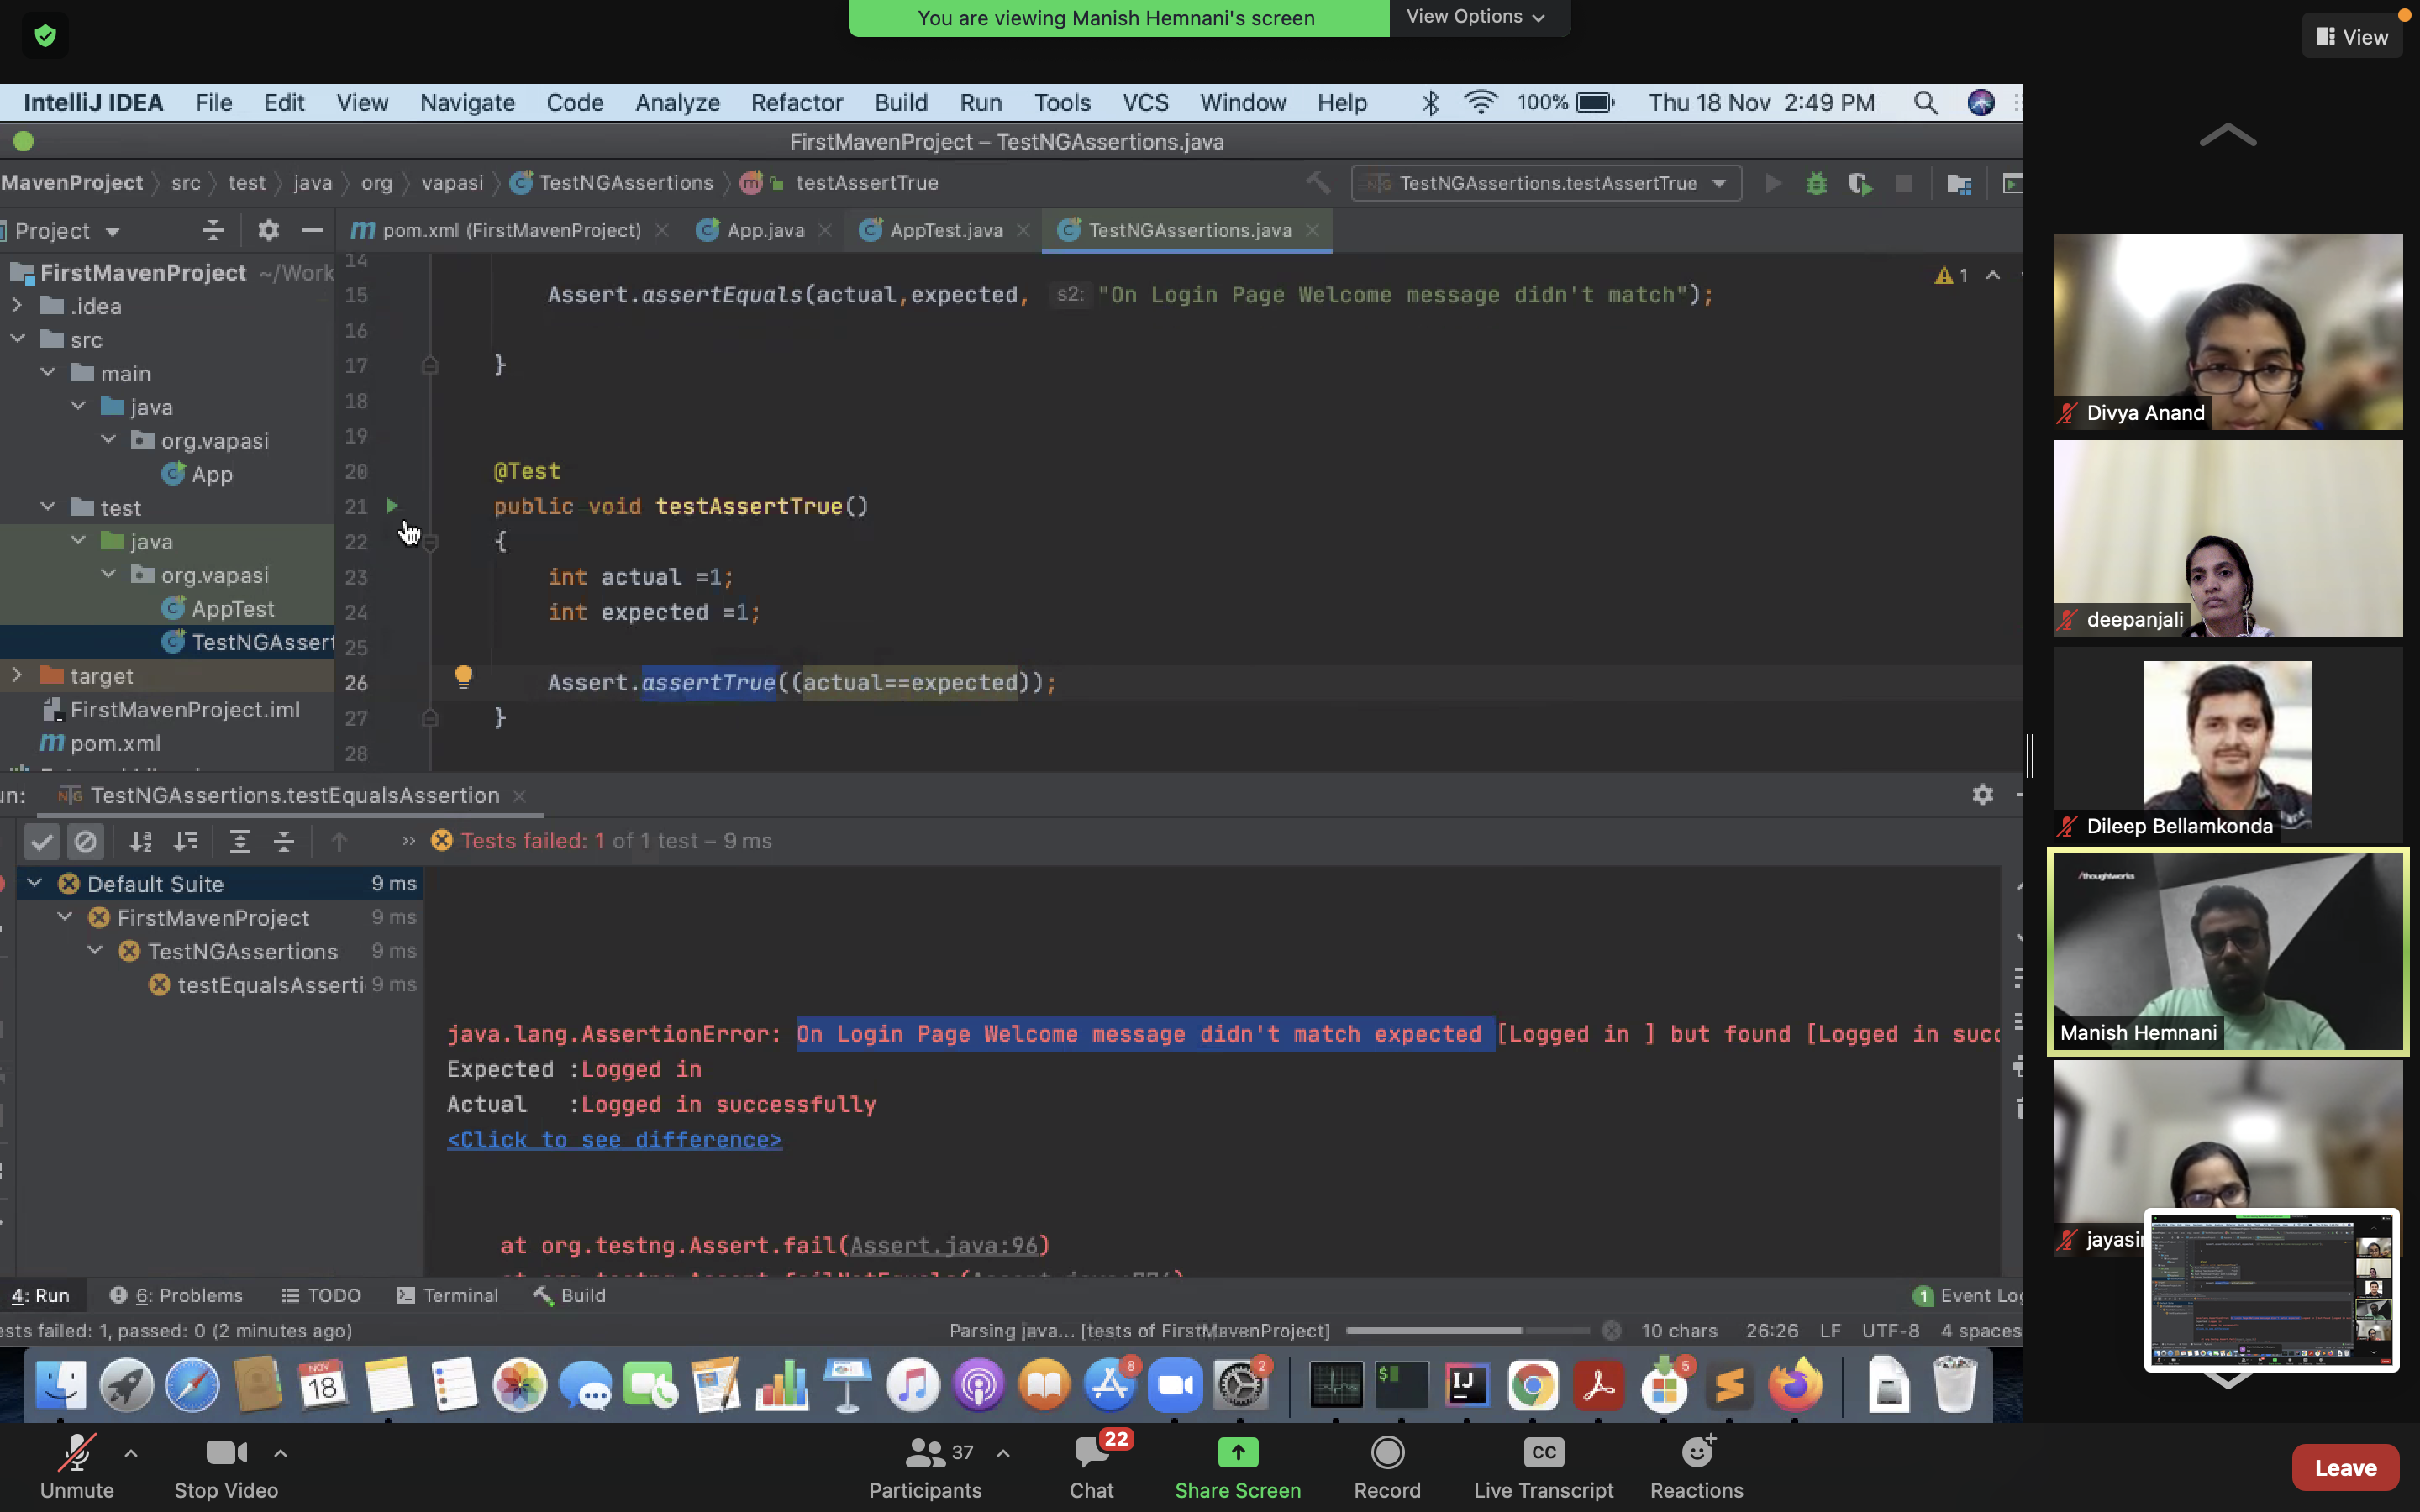 You are viewing Manish Hemnani's screen
View Options
View
IntelliJ IDEA File Edit View Navigate Code Analyze Refactor Build Run Tools VCS Window Help 100% Thu 18 Nov 2:49 PM
FirstMavenProject – TestNGAssertions.java
MavenProject src test java org vapasi TestNGAssertions testAssertTrue
TestNGAssertions.testAssertTrue
Project
pom.xml (FirstMavenProject) App.java AppTest.java TestNGAssertions.java
FirstMavenProject ~/Work
.idea
src
main
java
org.vapasi
App
test
java
org.vapasi
AppTest
TestNGAssert
target
FirstMavenProject.iml
pom.xml
14
15 Assert.assertEquals(actual,expected, s2: "On Login Page Welcome message didn't match");
16
17 }
18
19
20 @Test
21 public void testAssertTrue()
22 {
23 int actual =1;
24 int expected =1;
25
26 Assert.assertTrue((actual==expected));
27 }
28
1
un: TestNGAssertions.testEqualsAssertion
Tests failed: 1 of 1 test – 9 ms
Default Suite 9 ms
FirstMavenProject 9 ms
TestNGAssertions 9 ms
testEqualsAsserti 9 ms
java.lang.AssertionError: On Login Page Welcome message didn't match expected [Logged in ] but found [Logged in succ
Expected :Logged in
Actual :Logged in successfully
<Click to see difference>
at org.testng.Assert.fail(Assert.java:96)
4: Run 6: Problems TODO Terminal Build 1 Event Log
ests failed: 1, passed: 0 (2 minutes ago) Parsing java... [tests of FirstMavenProject] 10 chars 26:26 LF UTF-8 4 spaces
NOV
18
8
2
IJ
5
Divya Anand
deepanjali
Dileep Bellamkonda
/thoughtworks
Manish Hemnani
jayasi
Unmute
Stop Video
Participants 37
Chat 22
Share Screen
Record
CC
Live Transcript
Reactions
Leave